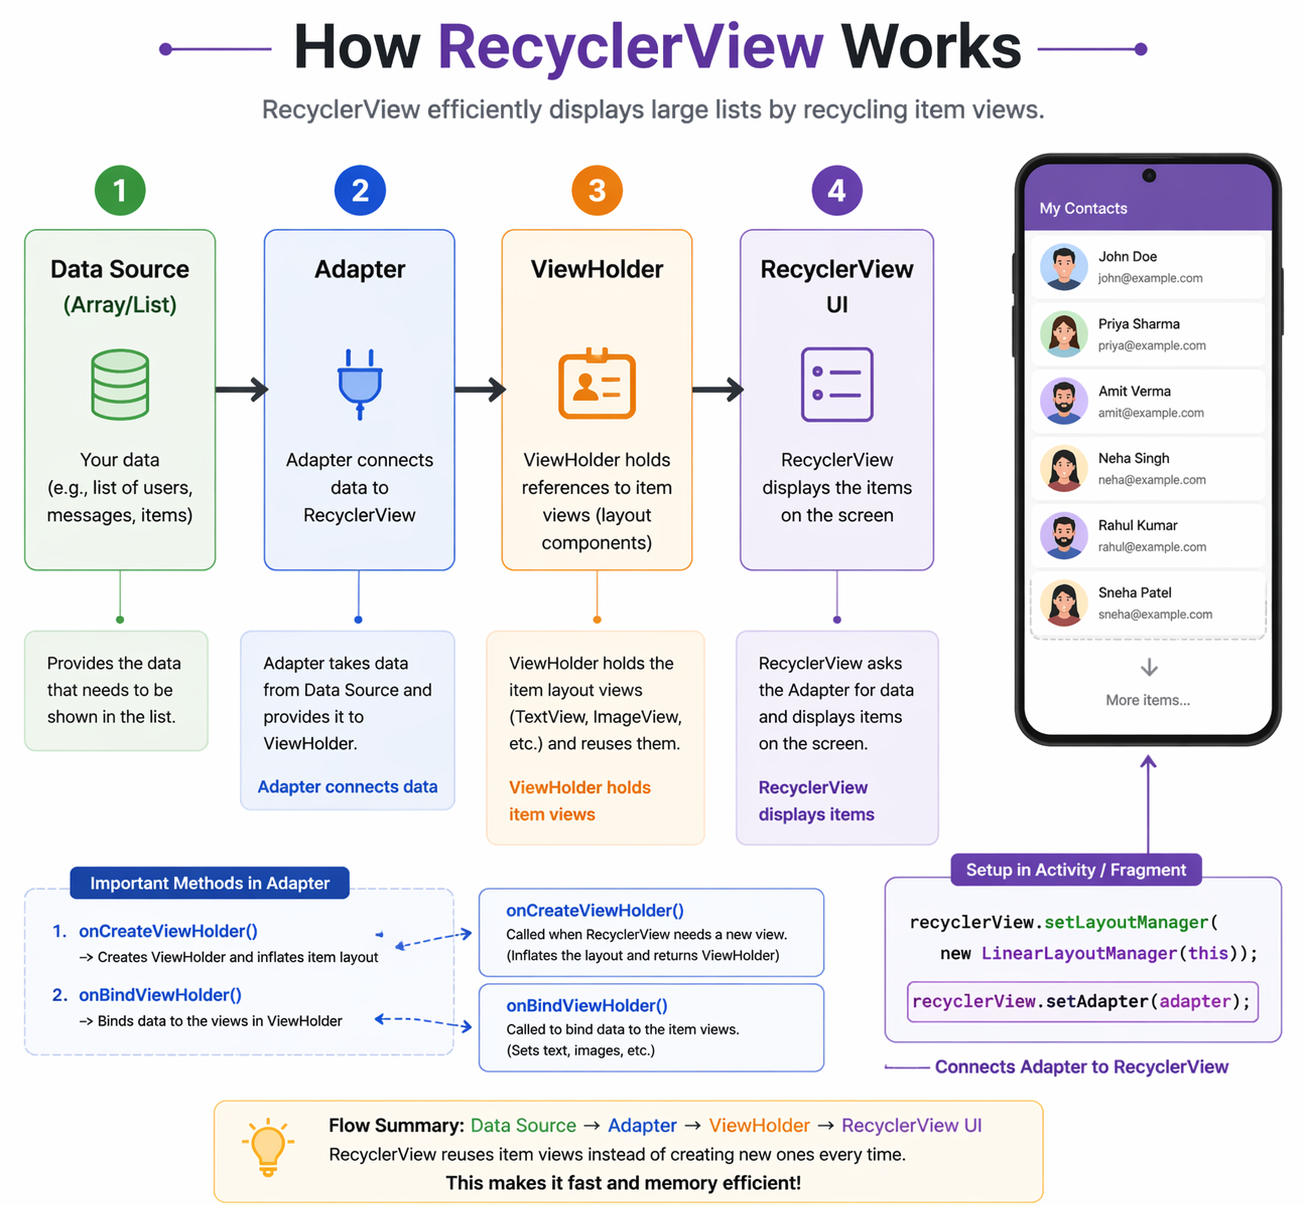 How RecyclerView Works
RecyclerView efficiently displays large lists by recycling item views.
1
Data Source
(Array/List)
Your data
(e.g., list of users,
messages, items)
Provides the data
that needs to be
shown in the list.
2
Adapter
Adapter connects
data to
RecyclerView
Adapter takes data
from Data Source and
provides it to
ViewHolder.
Adapter connects data
3
ViewHolder
ViewHolder holds
references to item
views (layout
components)
ViewHolder holds the
item layout views
(TextView, ImageView,
etc.) and reuses them.
ViewHolder holds
item views
4
RecyclerView
UI
RecyclerView
displays the items
on the screen
RecyclerView asks
the Adapter for data
and displays items
on the screen.
RecyclerView
displays items
My Contacts
John Doe
john@example.com
Priya Sharma
priya@example.com
Amit Verma
amit@example.com
Neha Singh
neha@example.com
Rahul Kumar
rahul@example.com
Sneha Patel
sneha@example.com
More items...
Important Methods in Adapter
1. onCreateViewHolder()
→ Creates ViewHolder and inflates item layout
2. onBindViewHolder()
→ Binds data to the views in ViewHolder
onCreateViewHolder()
Called when RecyclerView needs a new view.
(Inflates the layout and returns ViewHolder)
onBindViewHolder()
Called to bind data to the item views.
(Sets text, images, etc.)
Setup in Activity / Fragment
recyclerView.setLayoutManager(
new LinearLayoutManager(this));
recyclerView.setAdapter(adapter);
Connects Adapter to RecyclerView
Flow Summary: Data Source → Adapter → ViewHolder → RecyclerView UI
RecyclerView reuses item views instead of creating new ones every time.
This makes it fast and memory efficient!